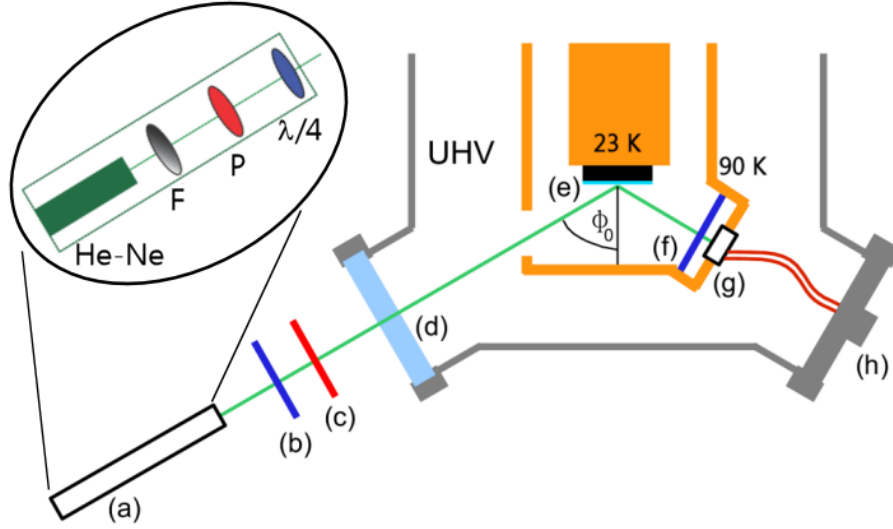 λ/4
P
F
He-Ne
UHV
23 K
90 K
(e)
ϕ0
(f)
(g)
(d)
(h)
(c)
(b)
(a)